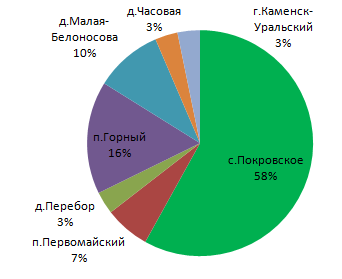 д.Малая-
Белоносова
10%
д.Часовая
3%
г.Каменск-
Уральский
3%
п.Горный
16%
с.Покровское
58%
д.Перебор
3%
п.Первомайский
7%